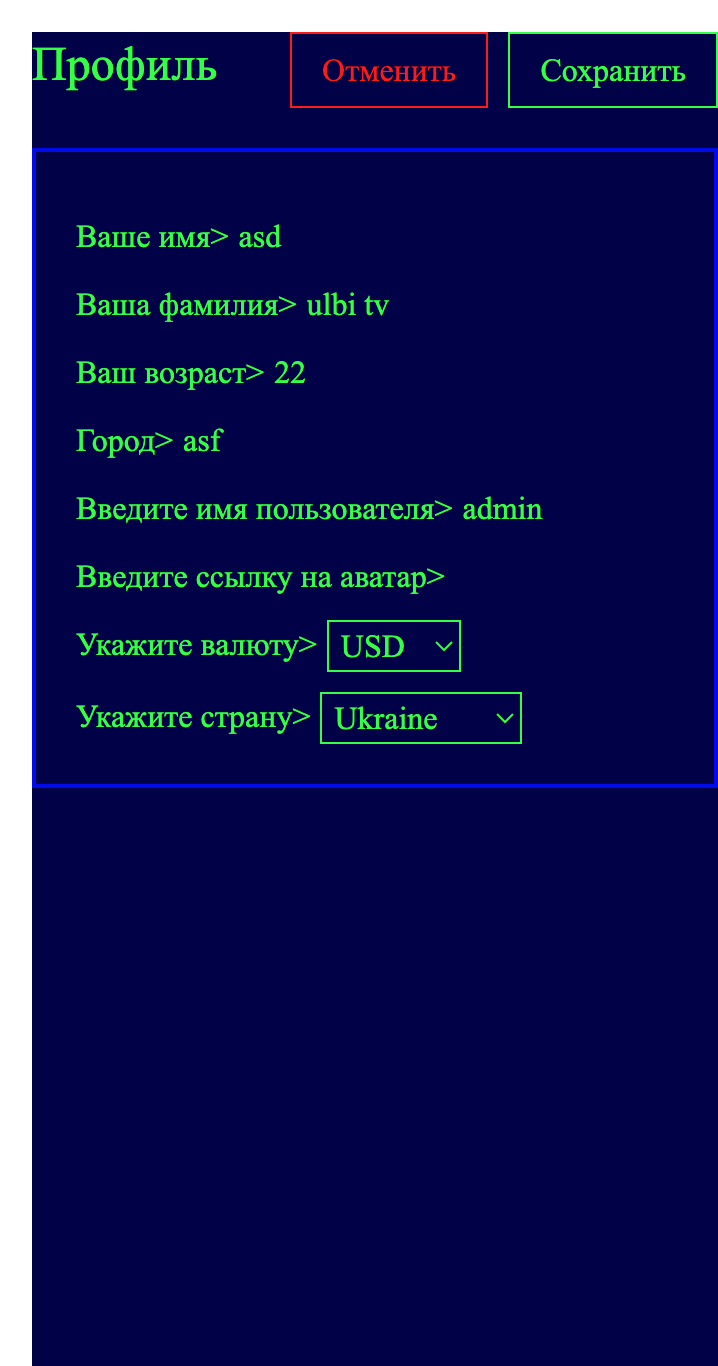 Профиль Отменить Сохранить
Ваше имя> asd
Ваша фамилия> ulbi tv
Ваш возраст> 22
Город> asf
Введите имя пользователя> admin
Введите ссылку на аватар>
Укажите валюту> USD
Укажите страну> Ukraine